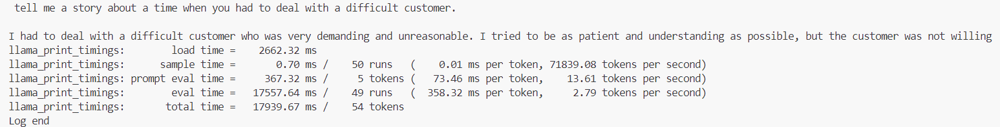 tell me a story about a time when you had to deal with a difficult customer.
I had to deal with a difficult customer who was very demanding and unreasonable. I tried to be as patient and understanding as possible, but the customer was not willing
llama_print_timings:        load time =    2662.32 ms
llama_print_timings:      sample time =       0.70 ms /    50 runs   (    0.01 ms per token, 71839.08 tokens per second)
llama_print_timings: prompt eval time =     367.32 ms /     5 tokens (   73.46 ms per token,    13.61 tokens per second)
llama_print_timings:        eval time =   17557.64 ms /    49 runs   (  358.32 ms per token,     2.79 tokens per second)
llama_print_timings:       total time =   17939.67 ms /    54 tokens
Log end